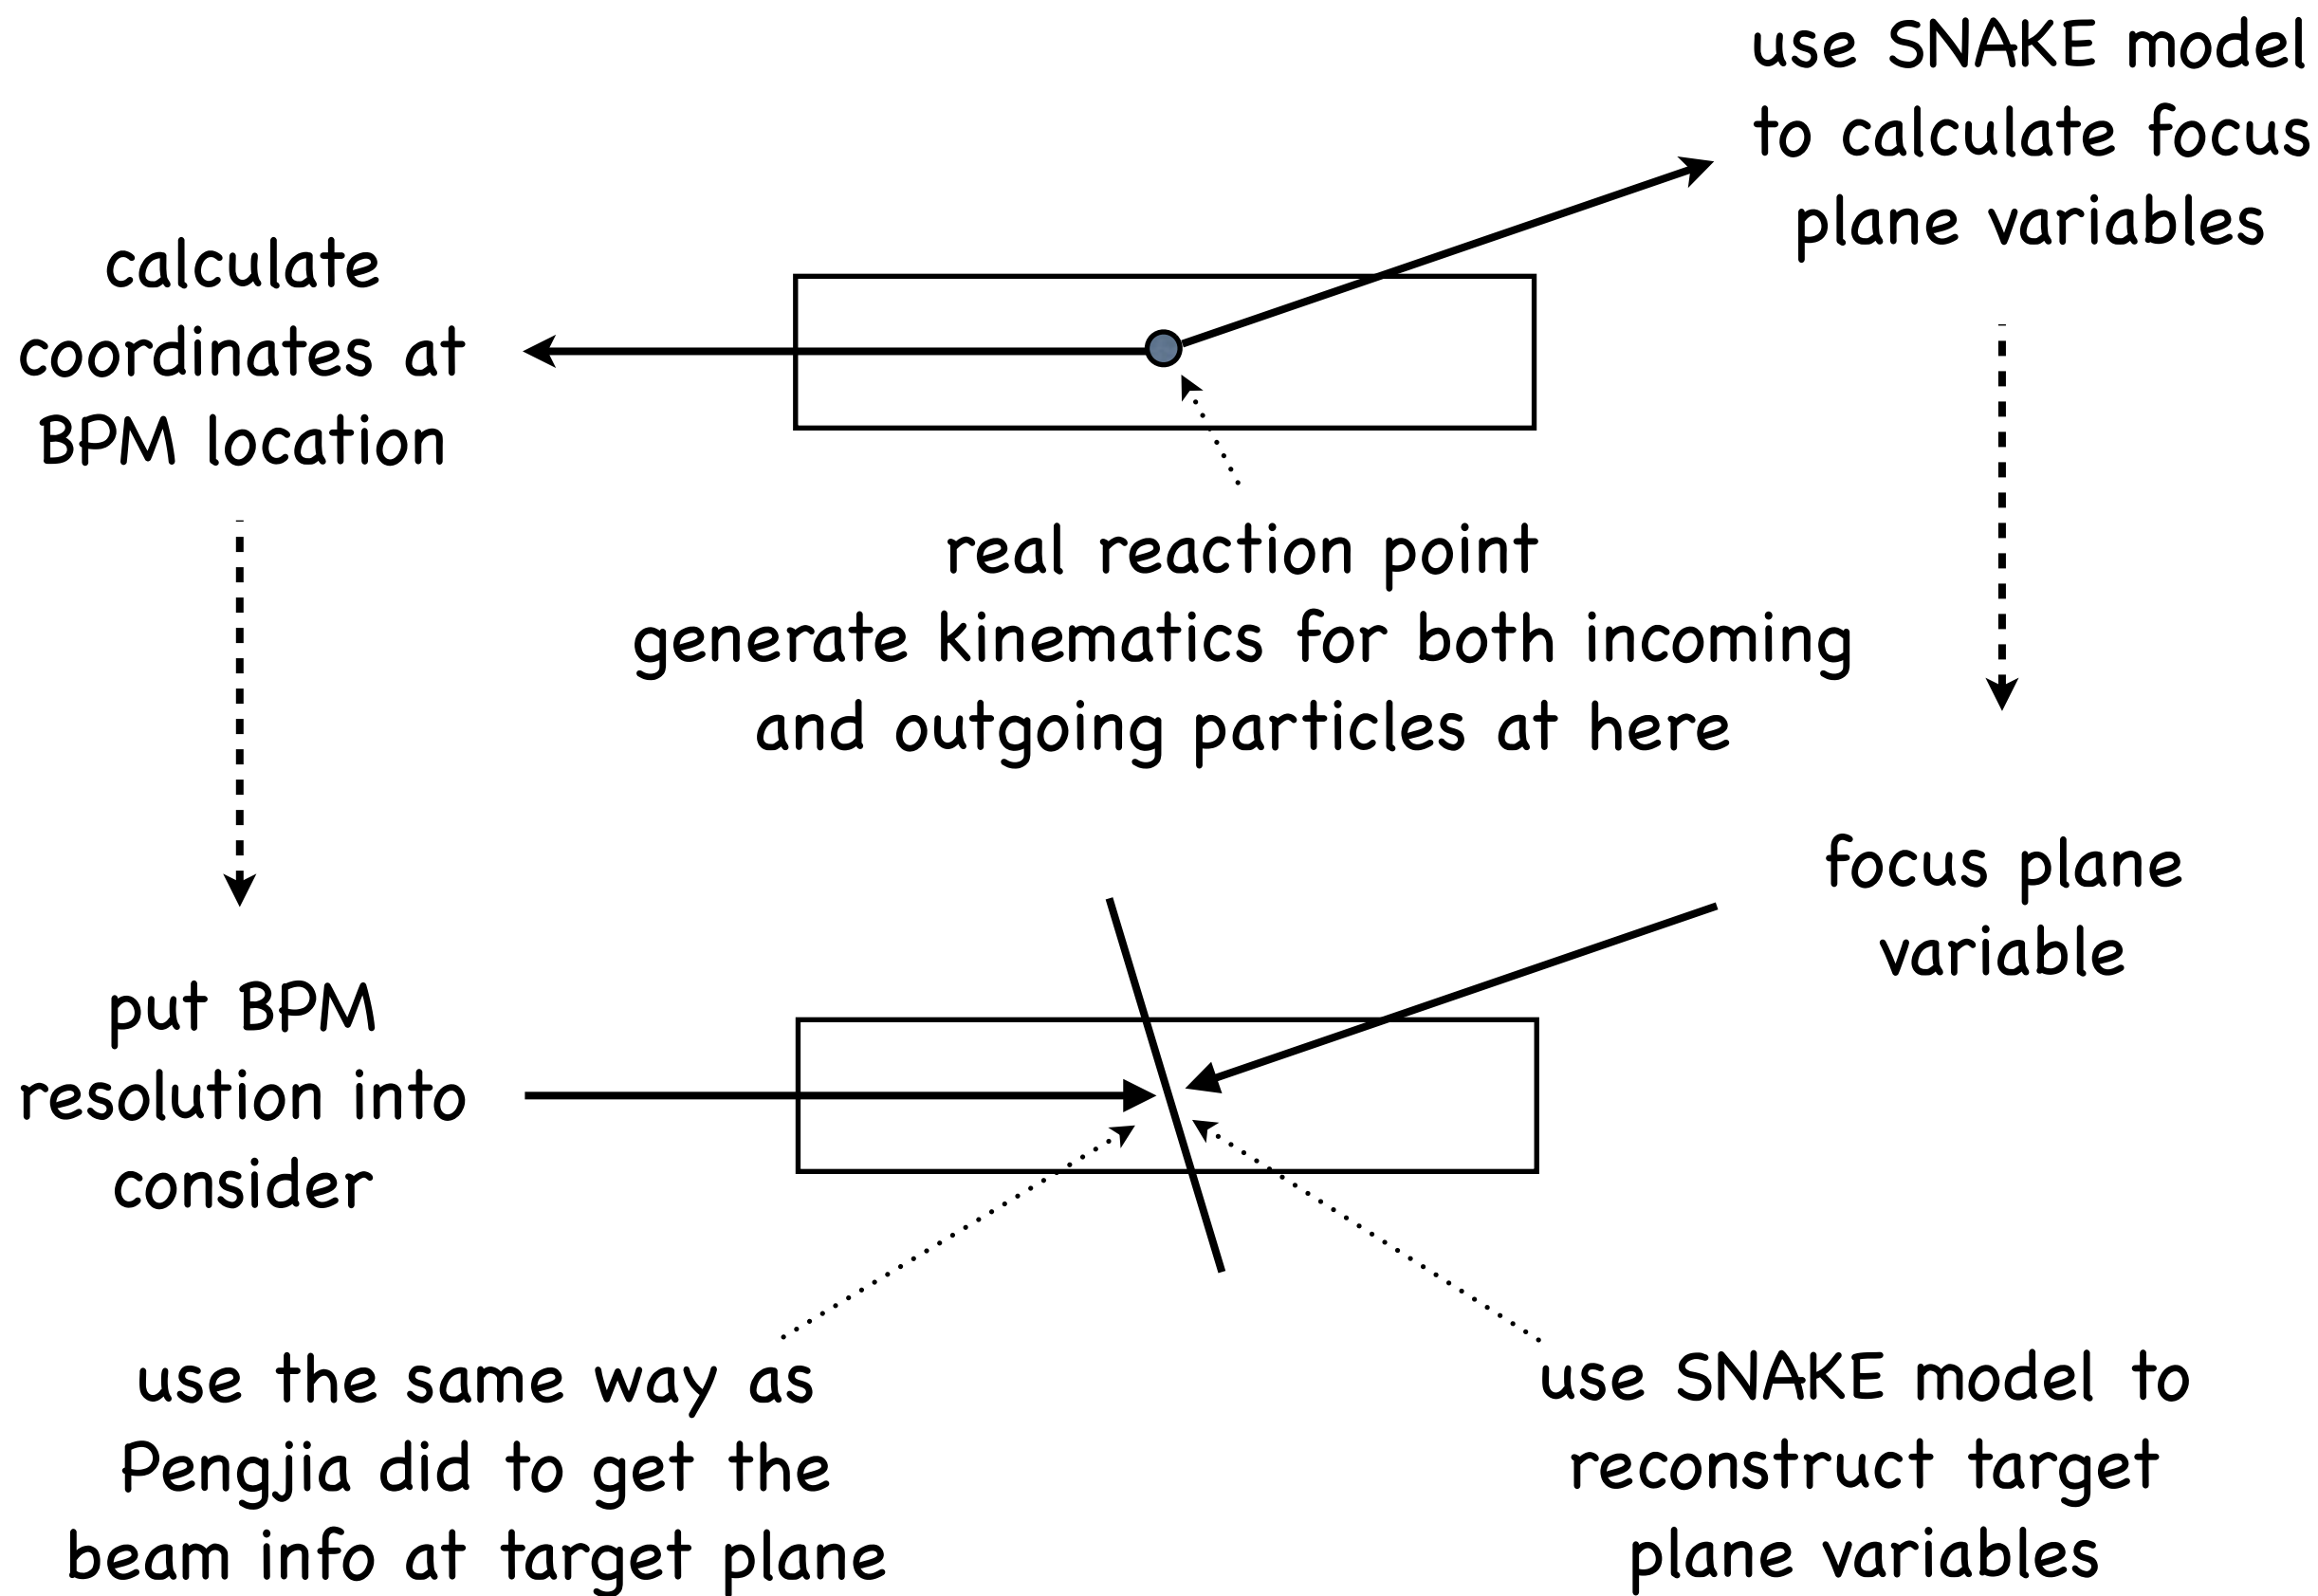 use SNAKE model
to calculate focus
plane variables
calculate
coordinates at
BPM location
real reaction point
generate kinematics for both incoming
and outgoing particles at here
focus plane
variable
put BPM
resolution into
consider
use the same way as
Pengjia did to get the
beam info at target plane
use SNAKE model to
reconstruct target
plane variables